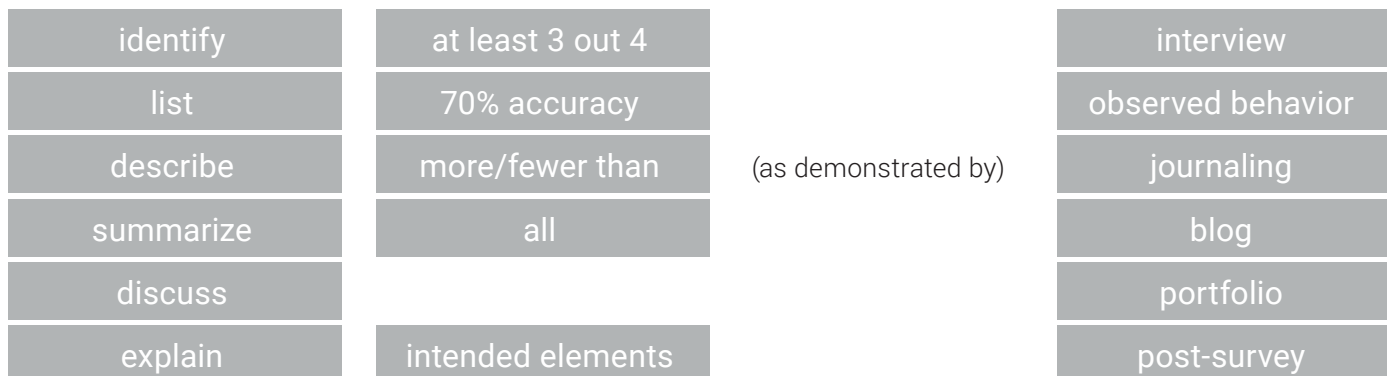 identify
list
describe
summarize
discuss
explain
at least 3 out 4
70% accuracy
more/fewer than
all
intended elements
(as demonstrated by)
interview
observed behavior
journaling
blog
portfolio
post-survey